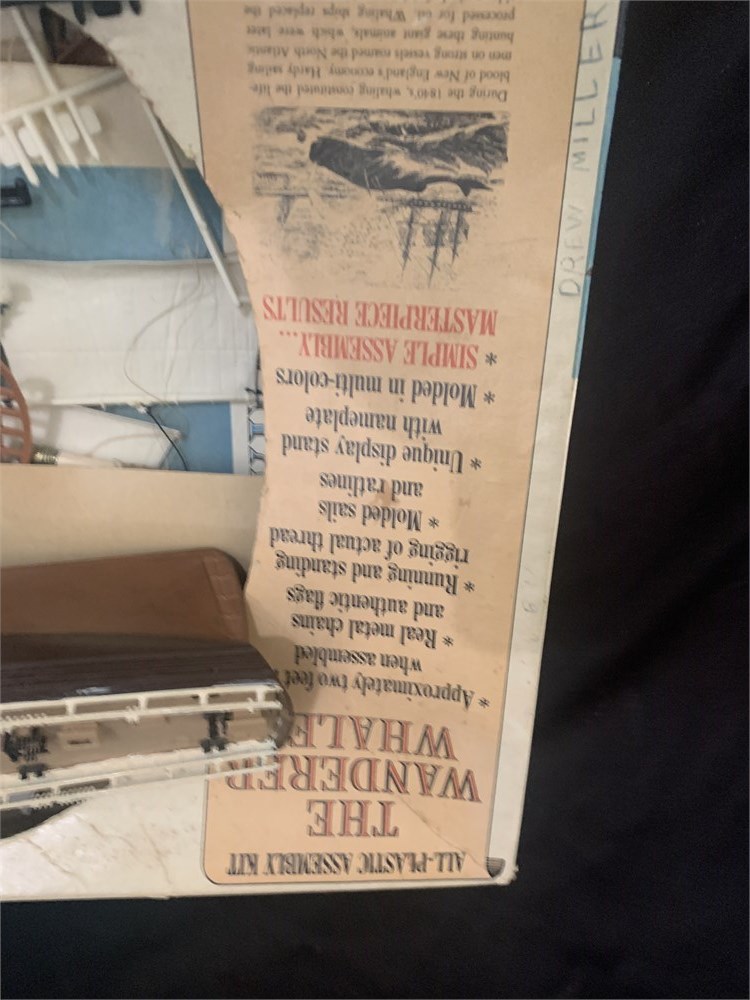 ALL-PLASTIC ASSEMBLY KIT
THE
WANDERER
WHALE
* Approximately two feet
when assembled
* Real metal chains
and authentic flags
* Running and standing
rigging of actual thread
* Molded sails
and ratlines
* Unique display stand
with nameplate
* Molded in multi-colors
* SIMPLE ASSEMBLY...
MASTERPIECE RESULTS
During the 1840's, whaling constituted the life-
blood of New England's economy. Hardy sailing
men on strong vessels roamed the North Atlantic
hunting these giant animals, which were later
processed for oil. Whaling ships replaced the
DREW MILLER